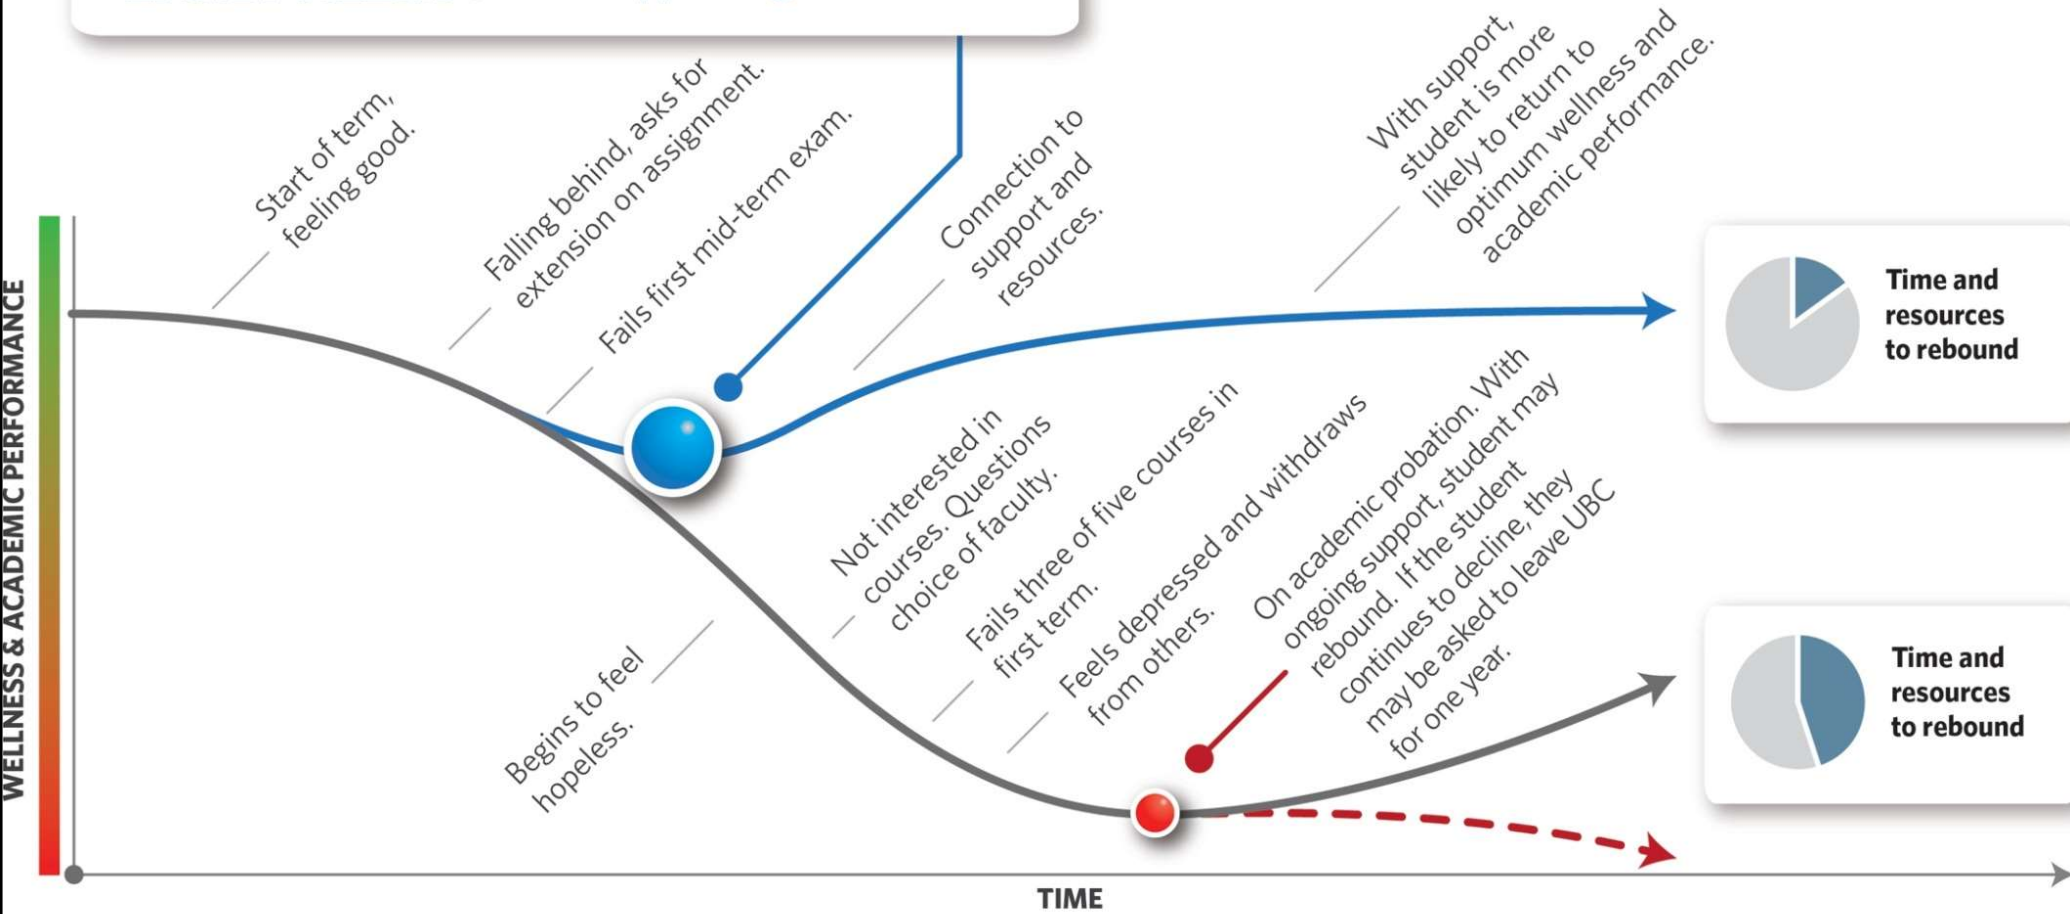 Start of term,
feeling good.
Falling behind, asks for
extension on assignment.
Fails first mid-term exam.
Connection to
support and
resources.
With support,
student is more
likely to return to
optimum wellness and
academic performance.
Time and
resources
to rebound
WELLNESS & ACADEMIC PERFORMANCE
Begins to feel
hopeless.
Not interested in
courses. Questions
choice of faculty.
Fails three of five courses in
first term.
Feels depressed and withdraws
from others.
On academic probation. With
ongoing support, student may
rebound. If the student
continues to decline, they
may be asked to leave UBC
for one year.
Time and
resources
to rebound
TIME